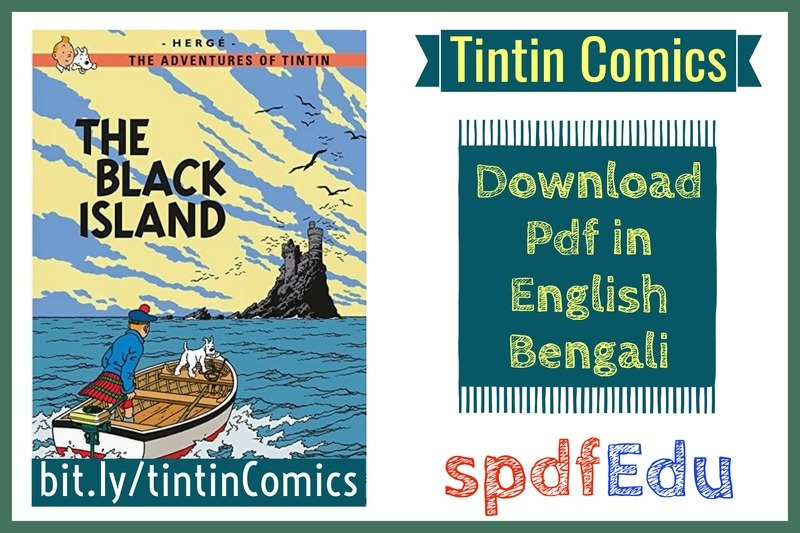 - HERGÉ -
THE ADVENTURES OF TINTIN
THE
BLACK
ISLAND
bit.ly/tintinComics
Tintin Comics
Download
Pdf in
English
Bengali
spdfEdu